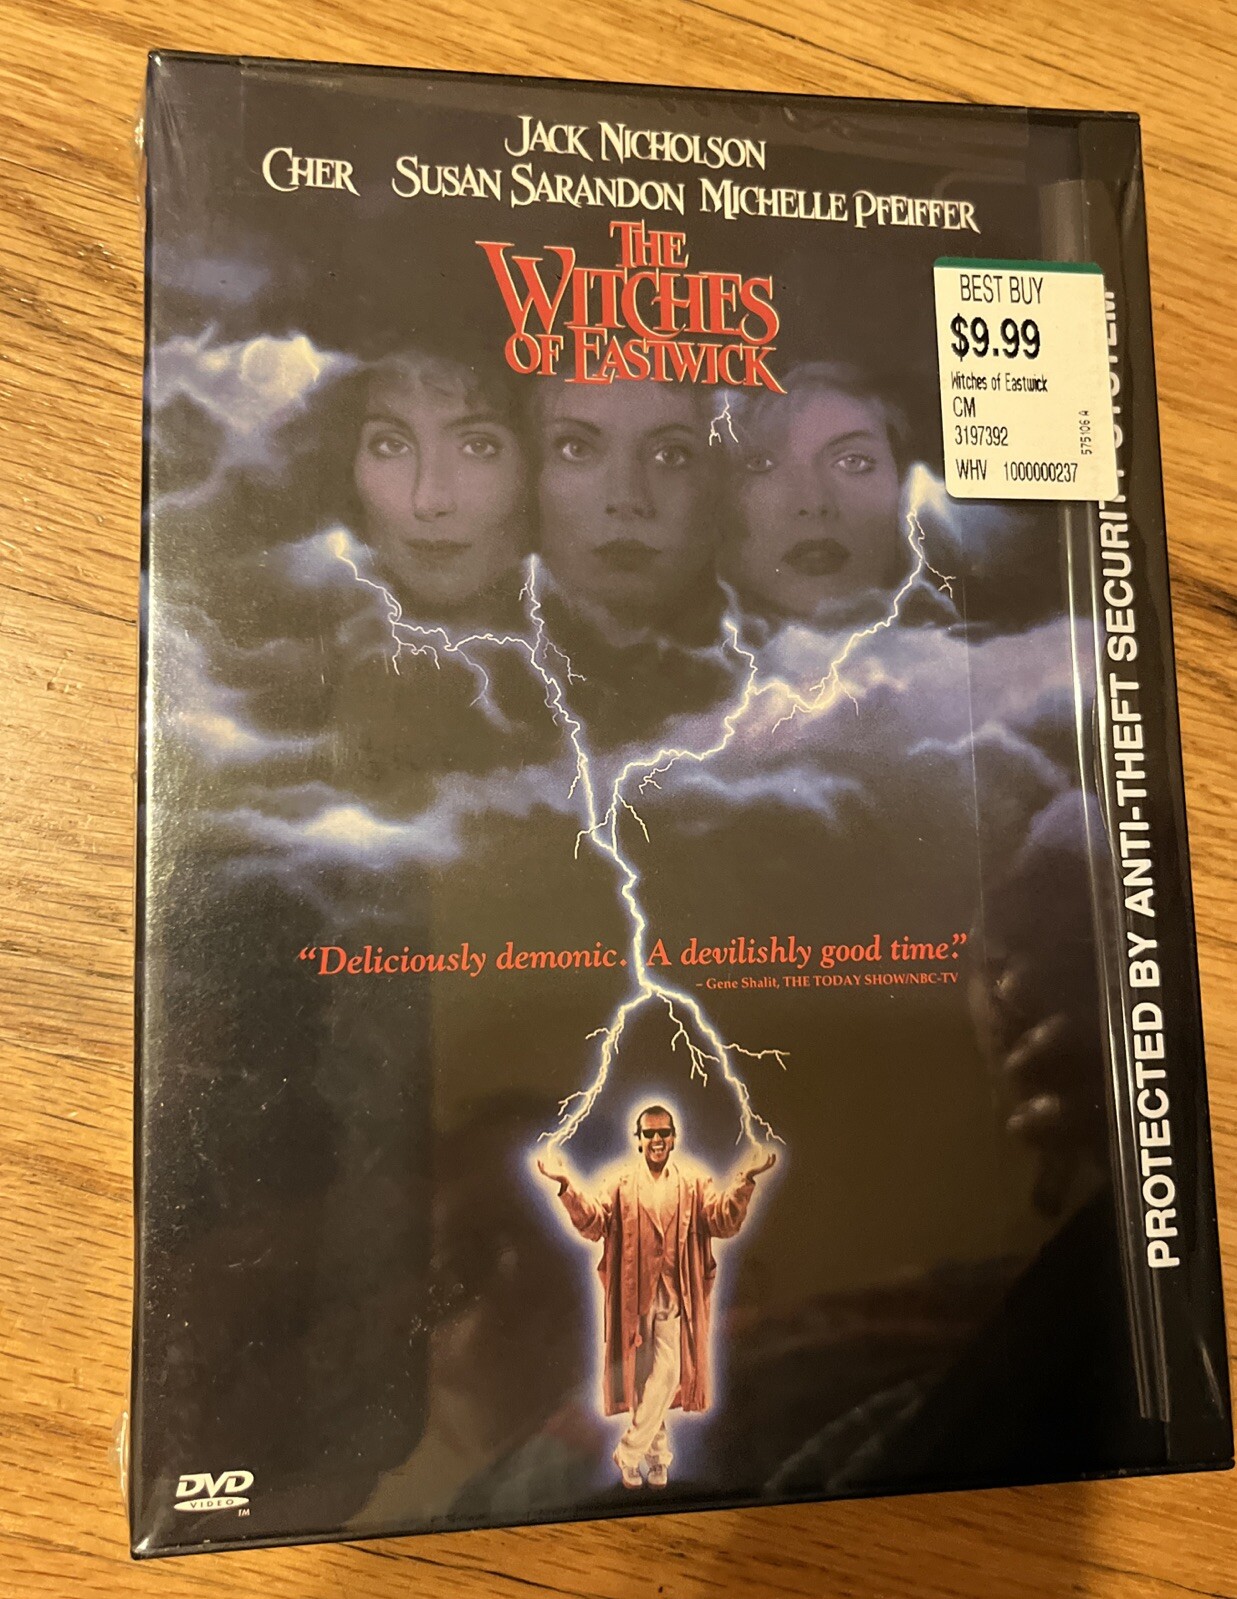 JACK NICHOLSON
CHER SUSAN SARANDON MICHELLE PFEIFFER
THE
WITCHES
OF EASTWICK
BEST BUY
$9.99
Witches of Eastwick
CM
3197392
WHV 1000000237
575106 A
PROTECTED BY ANTI-THEFT SECURITY SYSTEM
“Deliciously demonic. A devilishly good time.”
– Gene Shalit, THE TODAY SHOW/NBC-TV
DVD
VIDEO
TM